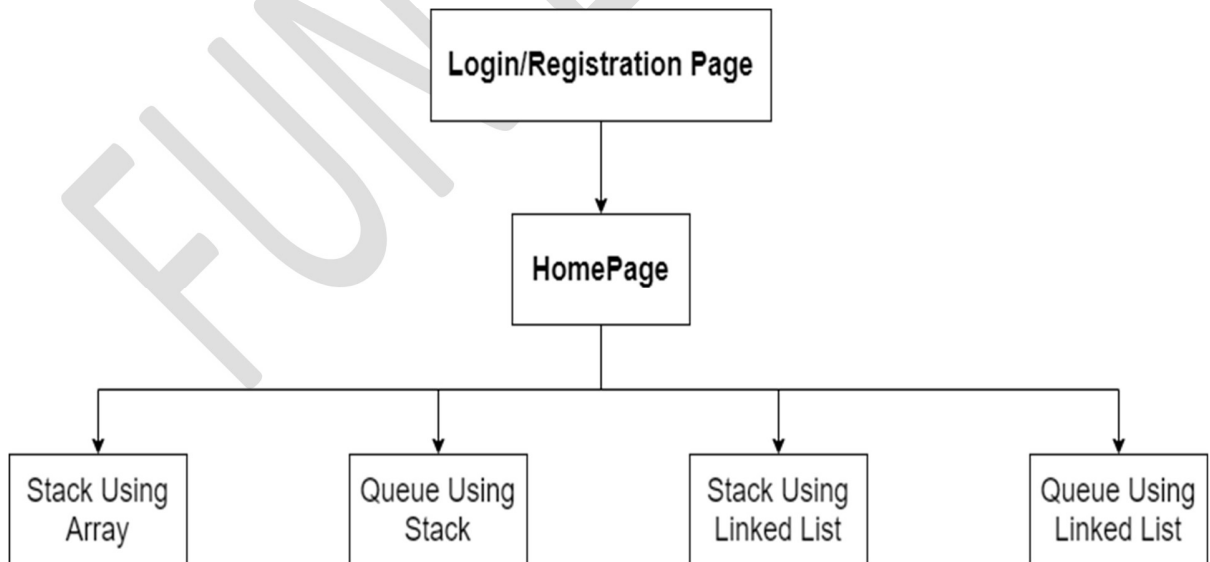 Login/Registration Page
HomePage
Stack Using
Array
Queue Using
Stack
Stack Using
Linked List
Queue Using
Linked List